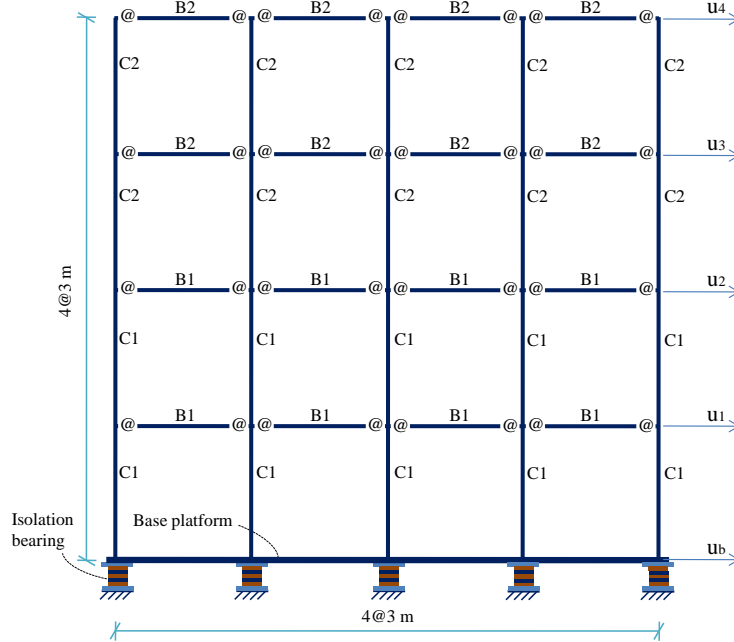 @ B2 @ @ B2 @ @ B2 @ @ B2 @ u4
C2 C2 C2 C2 C2
@ B2 @ @ B2 @ @ B2 @ @ B2 @ u3
C2 C2 C2 C2 C2
4@3 m
@ B1 @ @ B1 @ @ B1 @ @ B1 @ u2
C1 C1 C1 C1 C1
@ B1 @ @ B1 @ @ B1 @ @ B1 @ u1
C1 C1 C1 C1 C1
Isolation
bearing
Base platform
ub
4@3 m